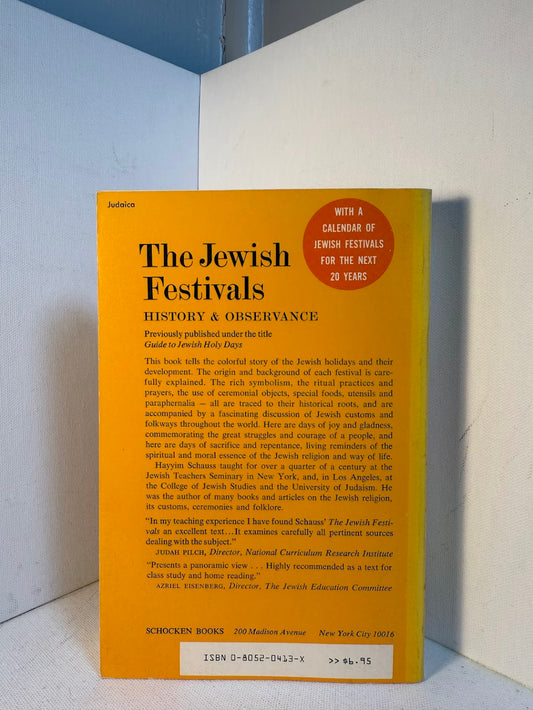 Judaica
WITH A
CALENDAR OF
JEWISH FESTIVALS
FOR THE NEXT
20 YEARS
The Jewish
Festivals
HISTORY & OBSERVANCE
Previously published under the title
Guide to Jewish Holy Days
This book tells the colorful story of the Jewish holidays and their
development. The origin and background of each festival is care-
fully explained. The rich symbolism, the ritual practices and
prayers, the use of ceremonial objects, special foods, utensils and
paraphernalia — all are traced to their historical roots, and are
accompanied by a fascinating discussion of Jewish customs and
folkways throughout the world. Here are days of joy and gladness,
commemorating the great struggles and courage of a people, and
here are days of sacrifice and repentance, living reminders of the
spiritual and moral essence of the Jewish religion and way of life.
Hayyim Schauss taught for over a quarter of a century at the
Jewish Teachers Seminary in New York, and, in Los Angeles, at
the College of Jewish Studies and the University of Judaism. He
was the author of many books and articles on the Jewish religion,
its customs, ceremonies and folklore.
"In my teaching experience I have found Schauss' The Jewish Festi-
vals an excellent text...It examines carefully all pertinent sources
dealing with the subject."
JUDAH PILCH, Director, National Curriculum Research Institute
"Presents a panoramic view . . . Highly recommended as a text for
class study and home reading."
AZRIEL EISENBERG, Director, The Jewish Education Committee
SCHOCKEN BOOKS 200 Madison Avenue New York City 10016
ISBN 0-8052-0413-X >> $6.95